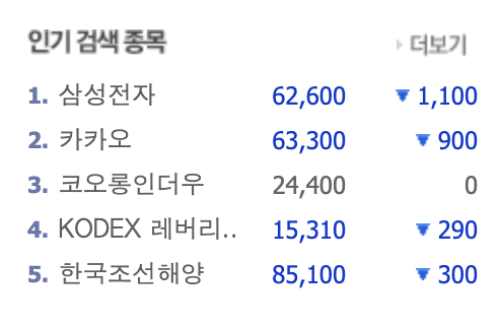 인기 검색 종목 더보기
1. 삼성전자 62,600 ▼ 1,100
2. 카카오 63,300 ▼ 900
3. 코오롱인더우 24,400 0
4. KODEX 레버리.. 15,310 ▼ 290
5. 한국조선해양 85,100 ▼ 300